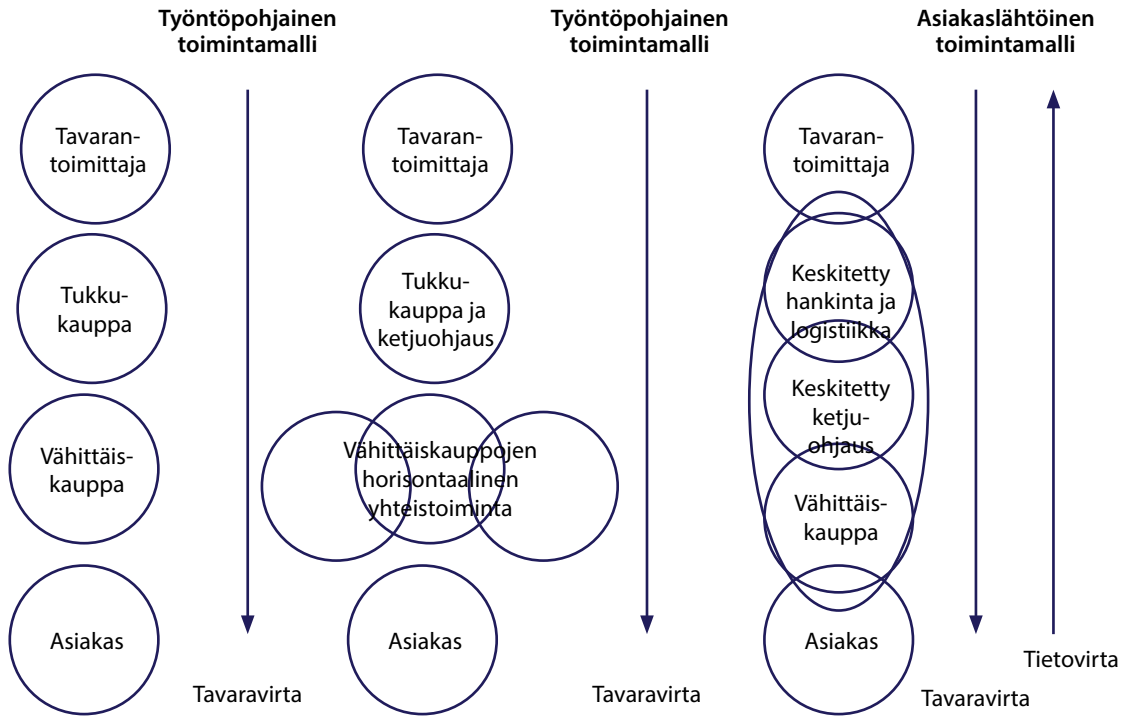 Työntöpohjainen
toimintamalli
Tavaran-
toimittaja
Tukku-
kauppa
Vähittäis-
kauppa
Asiakas
Tavaravirta
Työntöpohjainen
toimintamalli
Tavaran-
toimittaja
Tukku-
kauppa ja
ketjuohjaus
Vähittäiskauppojen
horisontaalinen
yhteistoiminta
Asiakas
Tavaravirta
Asiakaslähtöinen
toimintamalli
Tavaran-
toimittaja
Keskitetty
hankinta ja
logistiikka
Keskitetty
ketju-
ohjaus
Vähittäis-
kauppa
Asiakas
Tavaravirta
Tietovirta